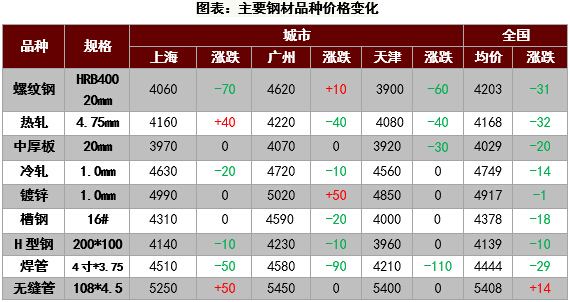 图表：主要钢材品种价格变化
品种 规格 城市 全国
上海 涨跌 广州 涨跌 天津 涨跌 均价 涨跌
螺纹钢 HRB400 20mm 4060 -70 4620 +10 3900 -60 4203 -31
热轧 4.75mm 4160 +40 4220 -40 4080 -40 4168 -32
中厚板 20mm 3970 0 4070 0 3920 -30 4029 -20
冷轧 1.0mm 4630 -20 4720 -10 4560 0 4749 -14
镀锌 1.0mm 4990 0 5020 +50 4850 0 4917 -1
槽钢 16# 4310 0 4590 -20 4000 0 4378 -18
H型钢 200*100 4140 -10 4230 -10 3960 0 4139 -10
焊管 4寸*3.75 4510 -50 4580 -90 4210 -110 4444 -29
无缝管 108*4.5 5250 +50 5450 0 5400 0 5408 +14